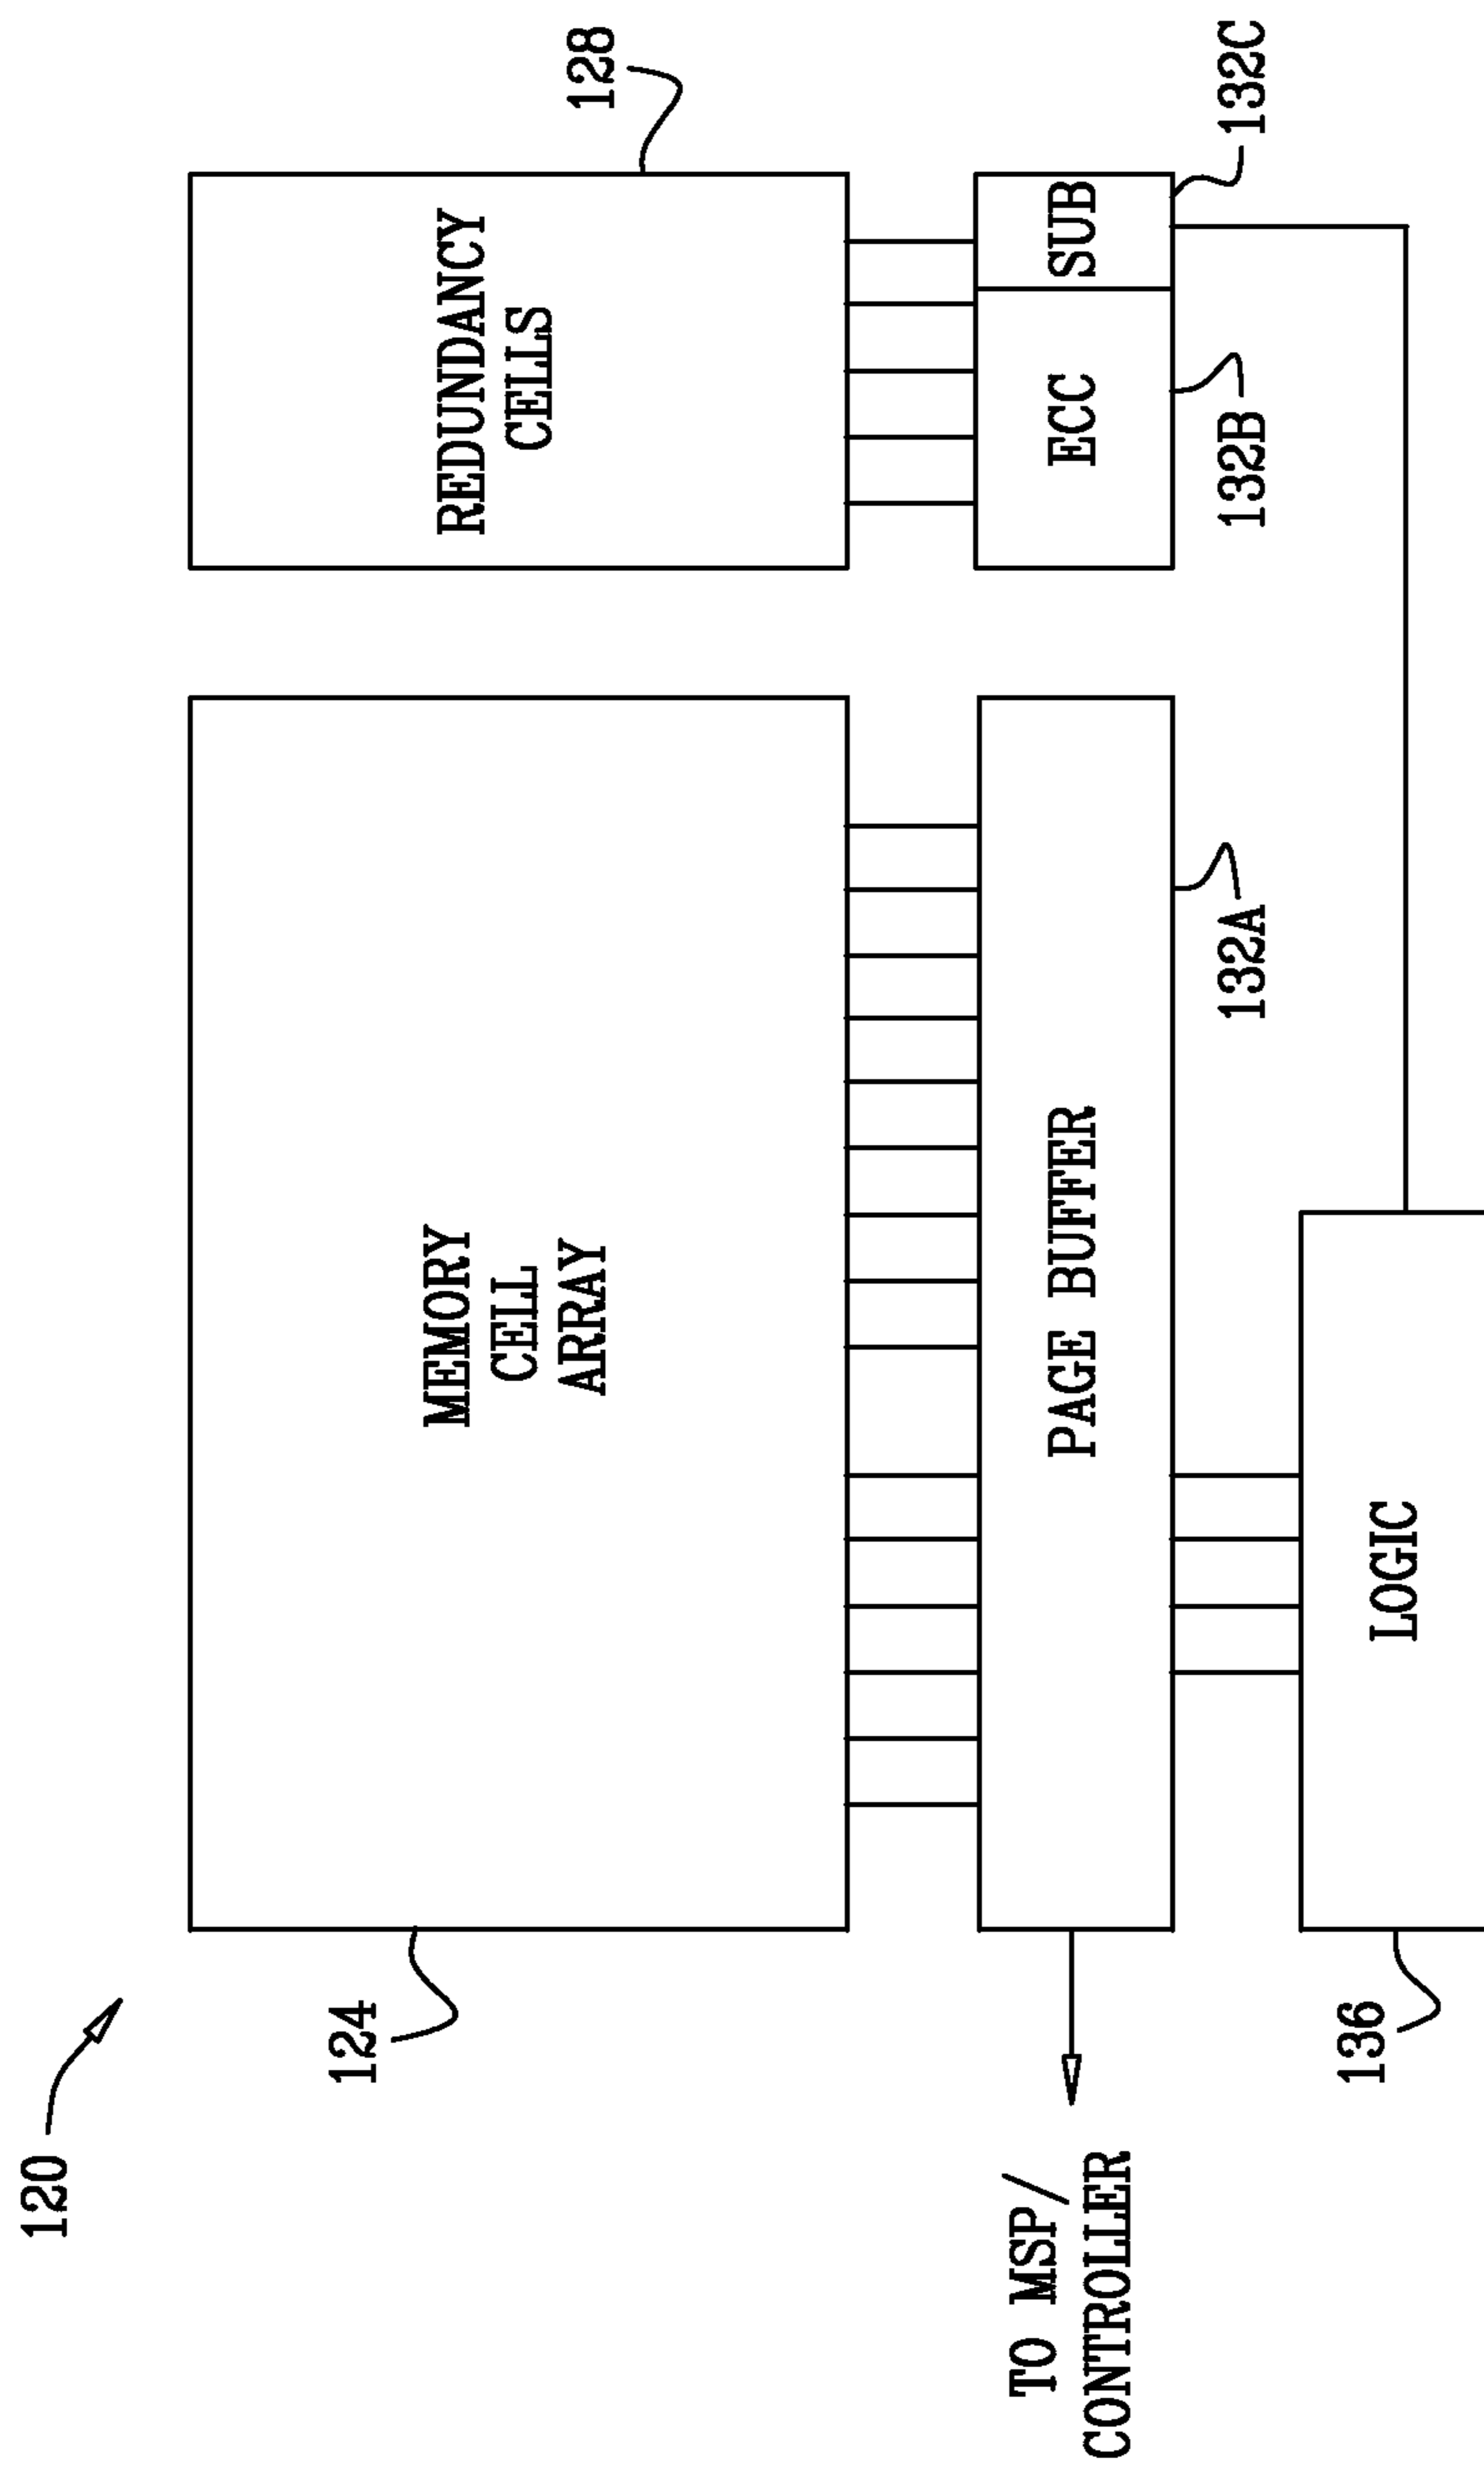 120
124
MEMORY
CELL
ARRAY
REDUNDANCY
CELLS
128
TO MSP/
CONTROLLER
PAGE BUFFER
ECC
SUB
132A
132B
132C
136
LOGIC